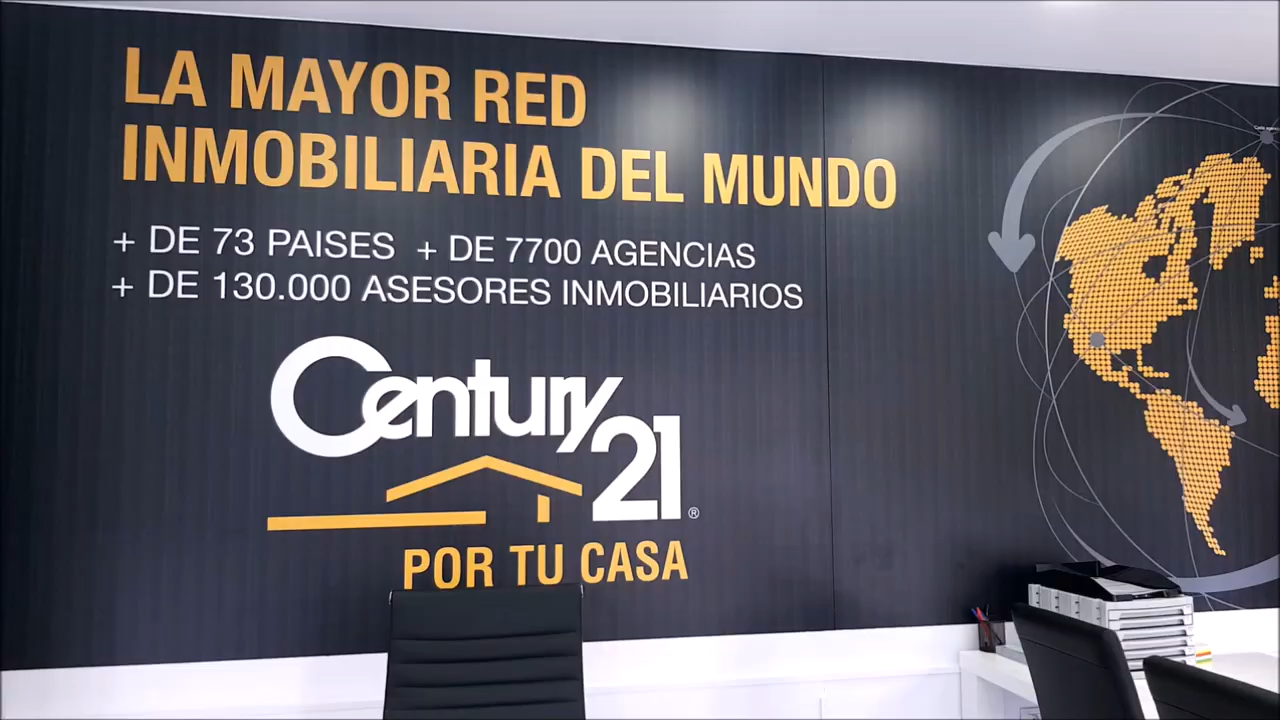 LA MAYOR RED
INMOBILIARIA DEL MUNDO
+ DE 73 PAISES + DE 7700 AGENCIAS
+ DE 130.000 ASESORES INMOBILIARIOS
Century
21®
POR TU CASA